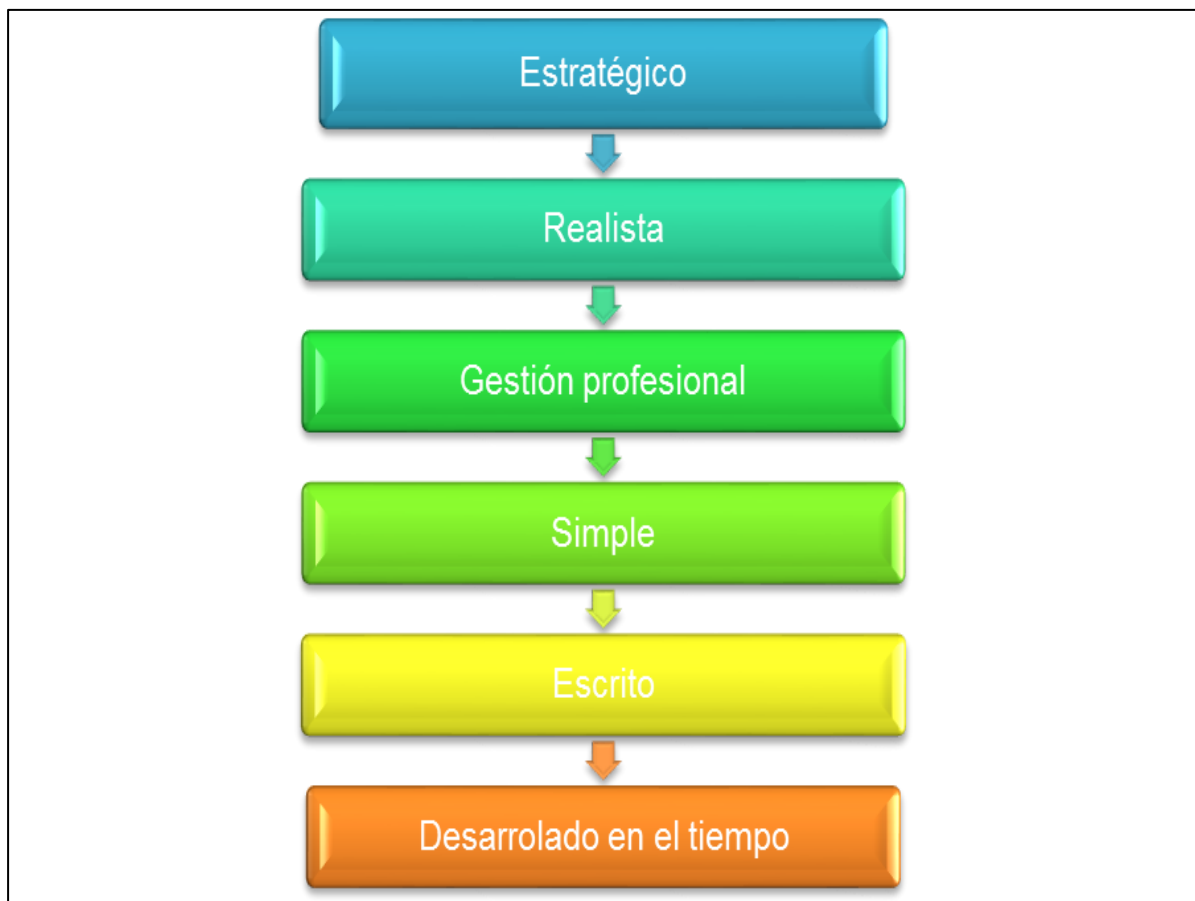 Estratégico
Realista
Gestión profesional
Simple
Escrito
Desarrolado en el tiempo